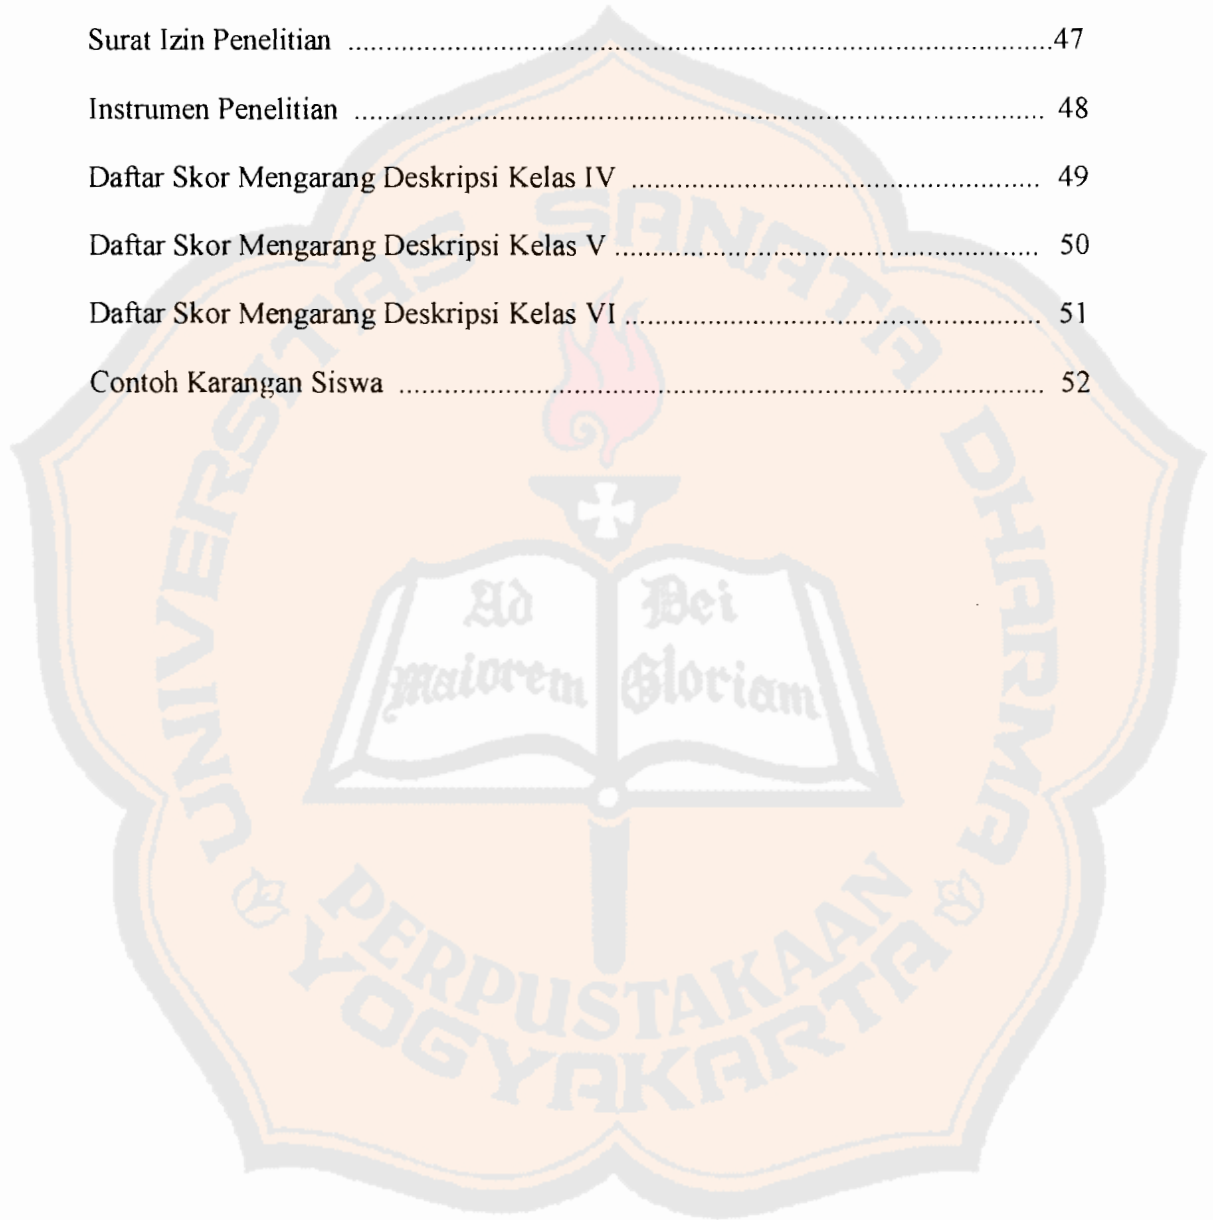 Surat Izin Penelitian ........................................................................................47
Instrumen Penelitian ....................................................................................... 48
Daftar Skor Mengarang Deskripsi Kelas IV .................................................... 49
Daftar Skor Mengarang Deskripsi Kelas V ...................................................... 50
Daftar Skor Mengarang Deskripsi Kelas VI ..................................................... 51
Contoh Karangan Siswa .................................................................................. 52
UNIVERSITAS SANATA DHARMA
Ad Dei
Maiorem Gloriam
PERPUSTAKAAN
YOGYAKARTA